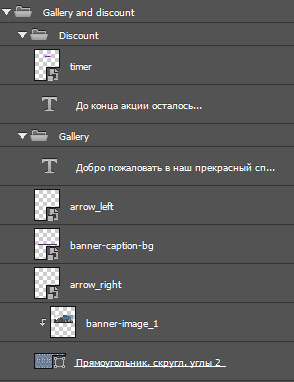 Gallery and discount
Discount
timer
До конца акции осталось...
Gallery
Добро пожаловать в наш прекрасный сп...
arrow_left
banner-caption-bg
arrow_right
banner-image_1
Прямоугольник, скругл. углы 2